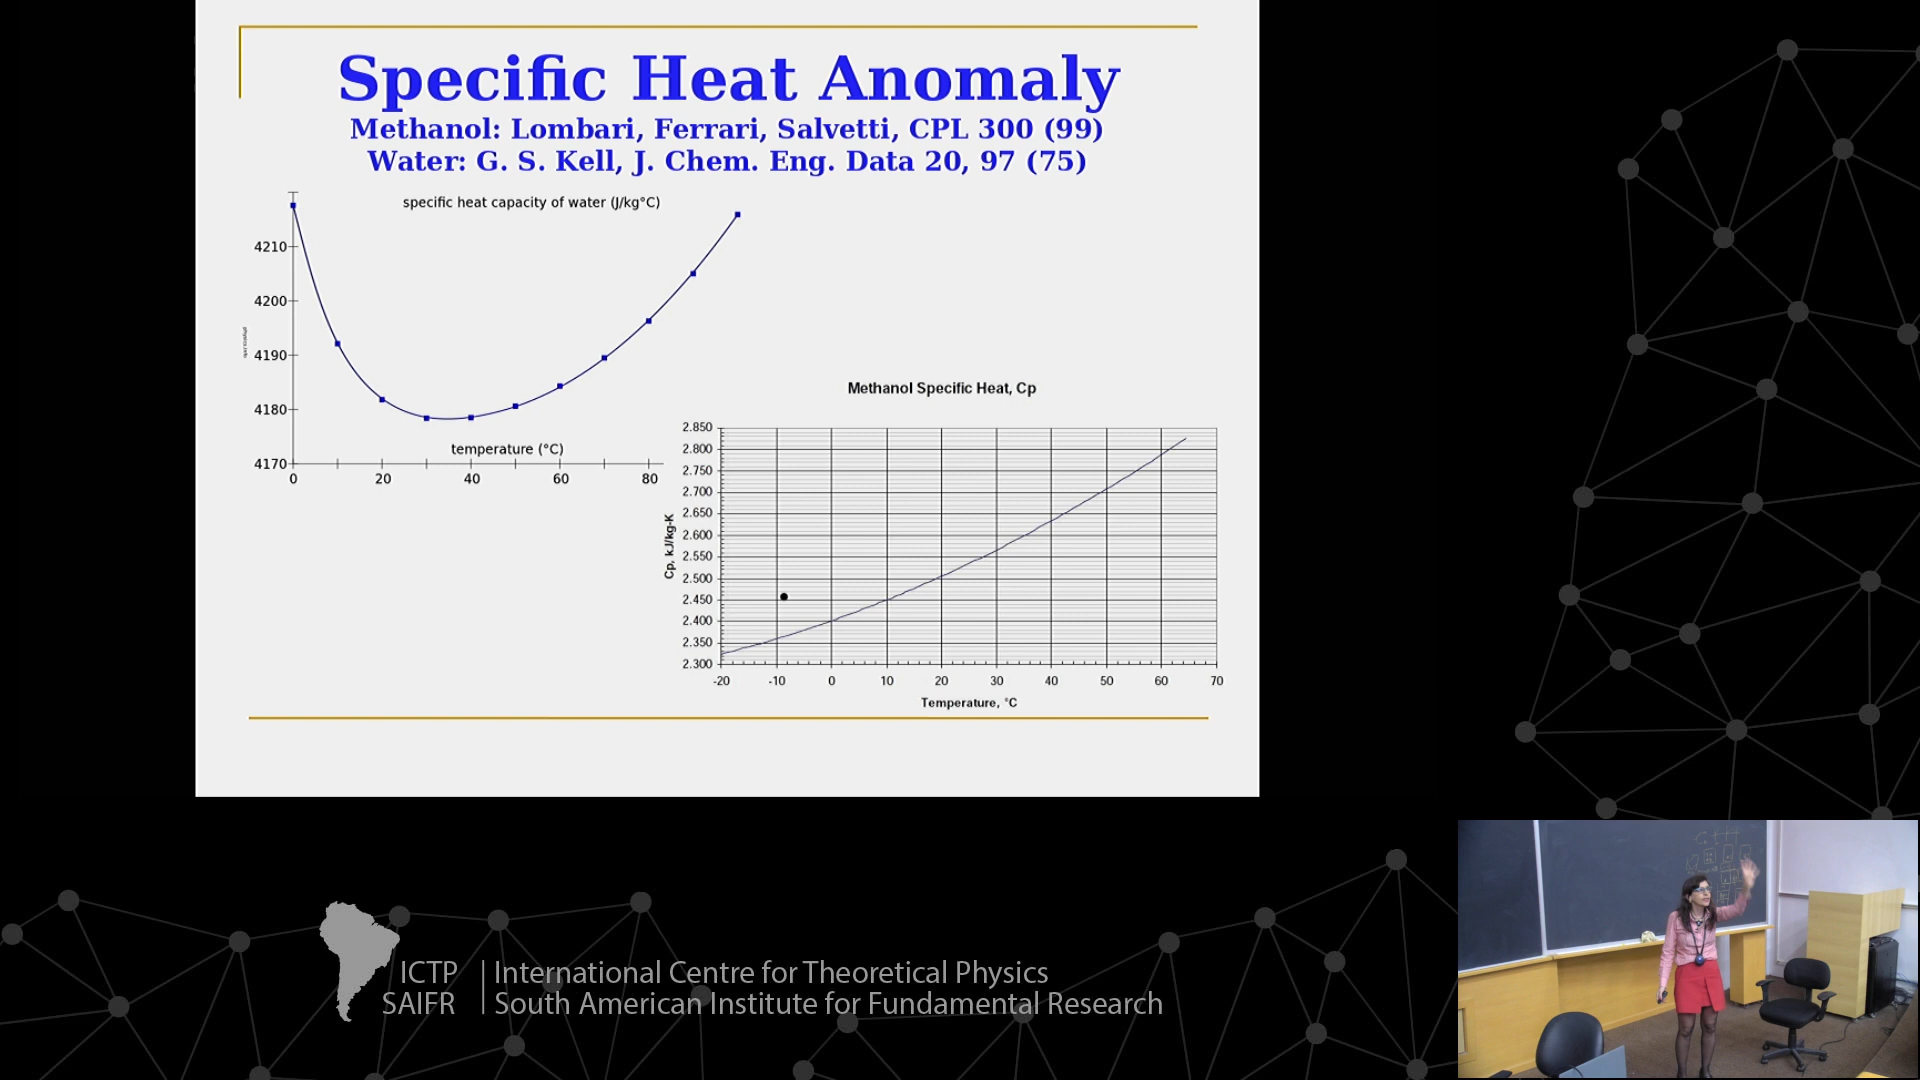 Specific Heat Anomaly
Methanol: Lombari, Ferrari, Salvetti, CPL 300 (99)
Water: G. S. Kell, J. Chem. Eng. Data 20, 97 (75)
specific heat capacity of water (J/kg°C)
4210
4200
4190
4180
4170
temperature (°C)
0 20 40 60 80
Methanol Specific Heat, Cp
Cp, kJ/kg-K
2.850
2.800
2.750
2.700
2.650
2.600
2.550
2.500
2.450
2.400
2.350
2.300
-20 -10 0 10 20 30 40 50 60 70
Temperature, °C
ICTP
SAIFR
International Centre for Theoretical Physics
South American Institute for Fundamental Research